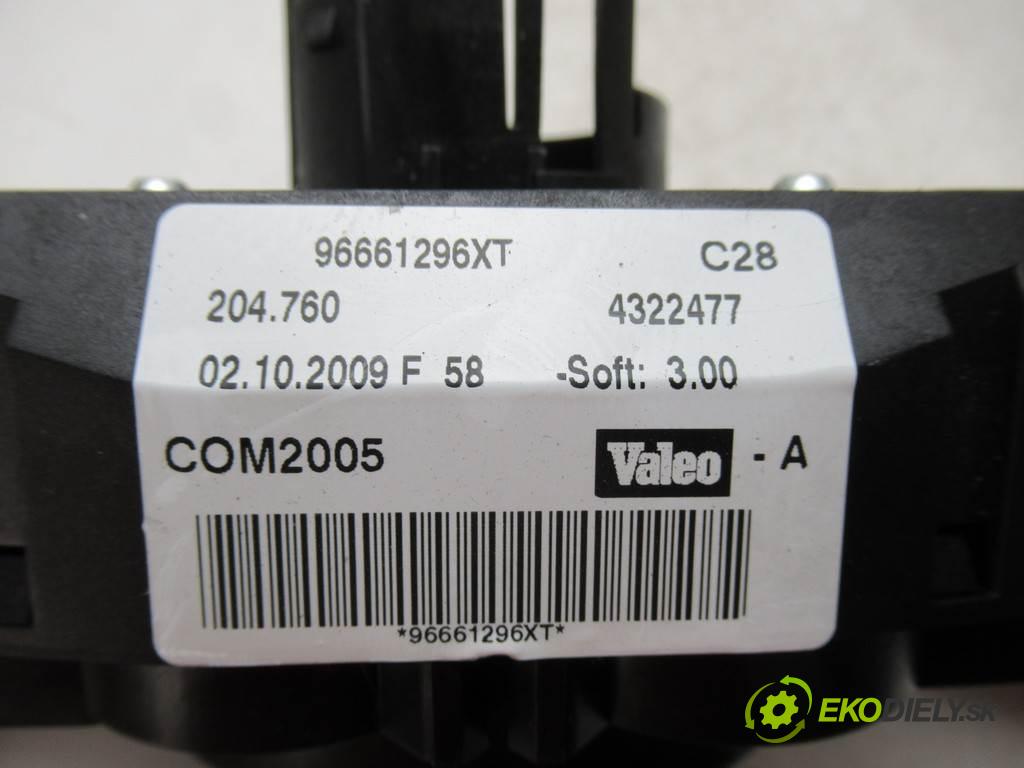 96661296XT C28
204.760 4322477
02.10.2009 F 58 -Soft: 3.00
COM2005 Valeo - A
*96661296XT*
EKODIELY.sk